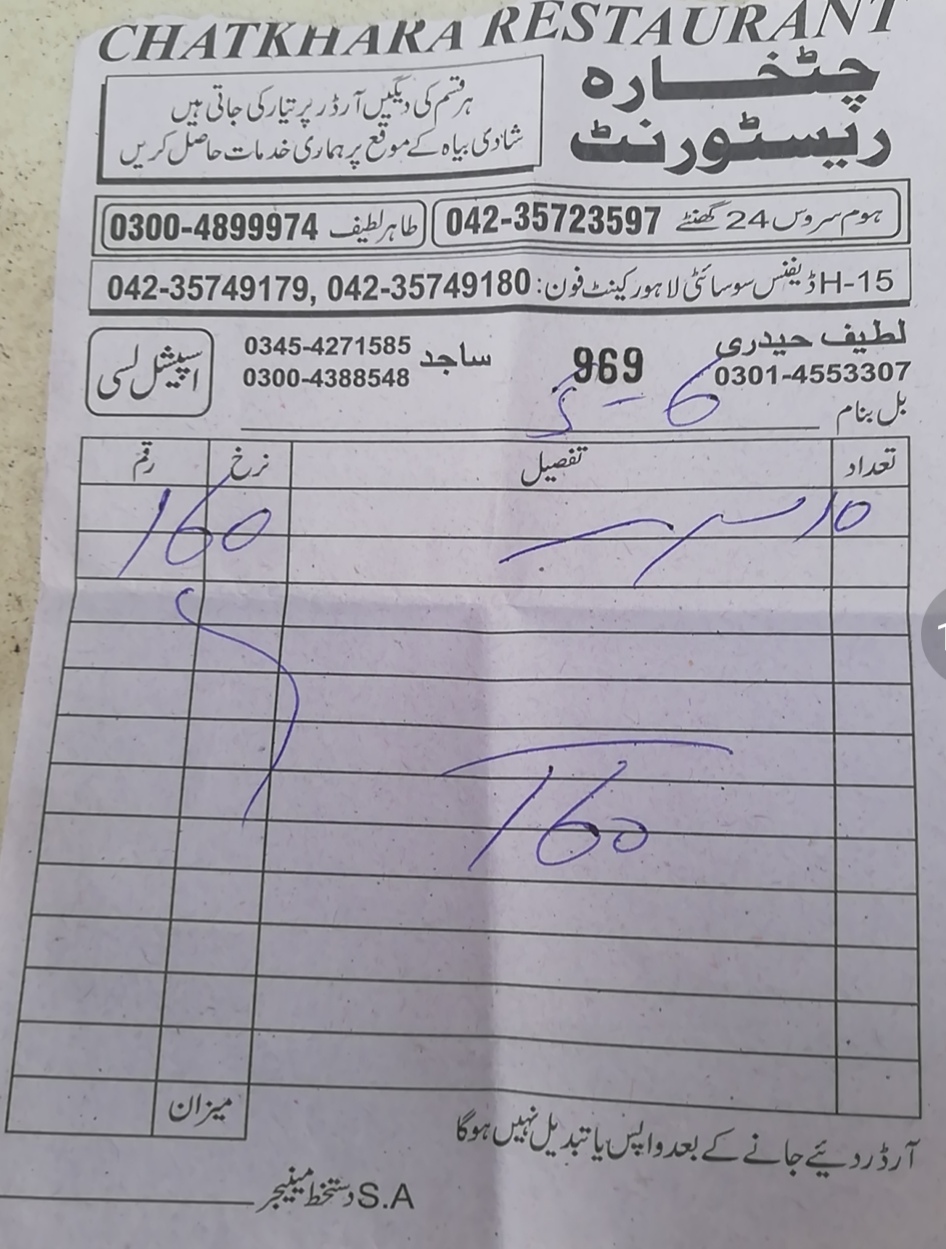 CHATKHARA RESTAURANT
چٹخارہ
ریسٹورنٹ
ہر قسم کی دیگیں آرڈر پر تیار کی جاتی ہیں
شادی بیاہ کے موقع پر ہماری خدمات حاصل کریں
ہوم سروس 24 گھنٹے 042-35723597
طاہر لطیف 0300-4899974
15-H ڈیفنس سوسائٹی لاہور کینٹ فون: 042-35749179, 042-35749180
لطیف حیدری
0301-4553307
969
ساجد 0345-4271585
0300-4388548
اسپیشل لسی
بل بنام
تعداد تفصیل نرخ رقم
10 160
160
میزان
آرڈر دیئے جانے کے بعد واپس یا تبدیل نہیں ہوگا
S.A دستخط مینیجر